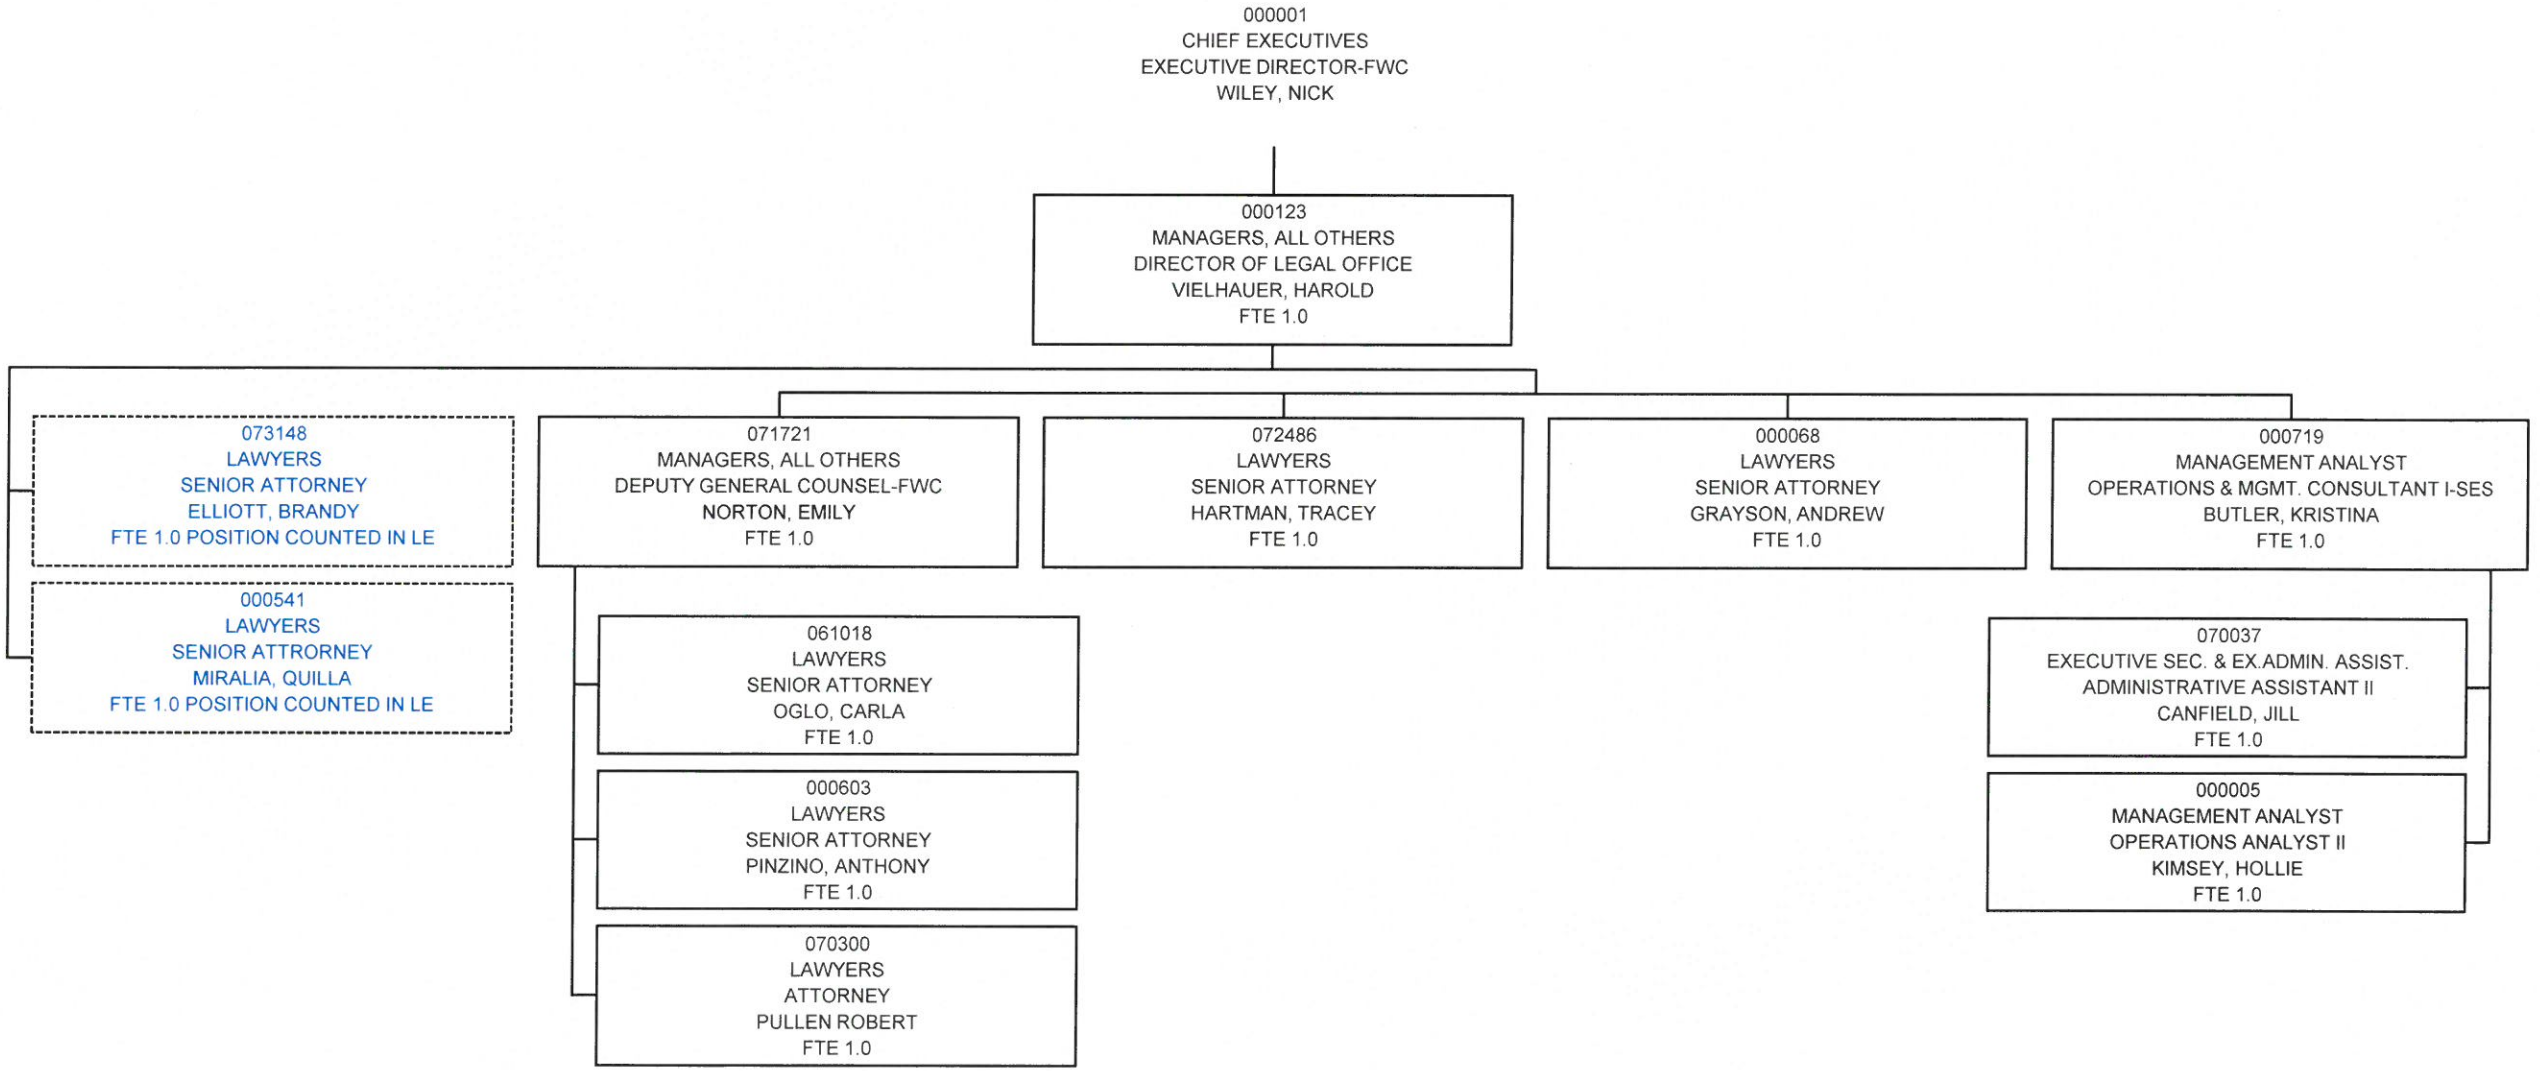 000001
CHIEF EXECUTIVES
EXECUTIVE DIRECTOR-FWC
WILEY, NICK
000123
MANAGERS, ALL OTHERS
DIRECTOR OF LEGAL OFFICE
VIELHAUER, HAROLD
FTE 1.0
073148
LAWYERS
SENIOR ATTORNEY
ELLIOTT, BRANDY
FTE 1.0 POSITION COUNTED IN LE
000541
LAWYERS
SENIOR ATTRORNEY
MIRALIA, QUILLA
FTE 1.0 POSITION COUNTED IN LE
071721
MANAGERS, ALL OTHERS
DEPUTY GENERAL COUNSEL-FWC
NORTON, EMILY
FTE 1.0
061018
LAWYERS
SENIOR ATTORNEY
OGLO, CARLA
FTE 1.0
000603
LAWYERS
SENIOR ATTORNEY
PINZINO, ANTHONY
FTE 1.0
070300
LAWYERS
ATTORNEY
PULLEN ROBERT
FTE 1.0
072486
LAWYERS
SENIOR ATTORNEY
HARTMAN, TRACEY
FTE 1.0
000068
LAWYERS
SENIOR ATTORNEY
GRAYSON, ANDREW
FTE 1.0
000719
MANAGEMENT ANALYST
OPERATIONS & MGMT. CONSULTANT I-SES
BUTLER, KRISTINA
FTE 1.0
070037
EXECUTIVE SEC. & EX.ADMIN. ASSIST.
ADMINISTRATIVE ASSISTANT II
CANFIELD, JILL
FTE 1.0
000005
MANAGEMENT ANALYST
OPERATIONS ANALYST II
KIMSEY, HOLLIE
FTE 1.0